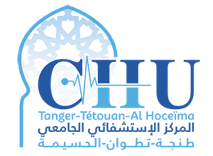 CHU
Tanger-Tétouan-Al Hoceïma
المركز الإستشفائي الجامعي
طنجة-تطوان-الحسيمة